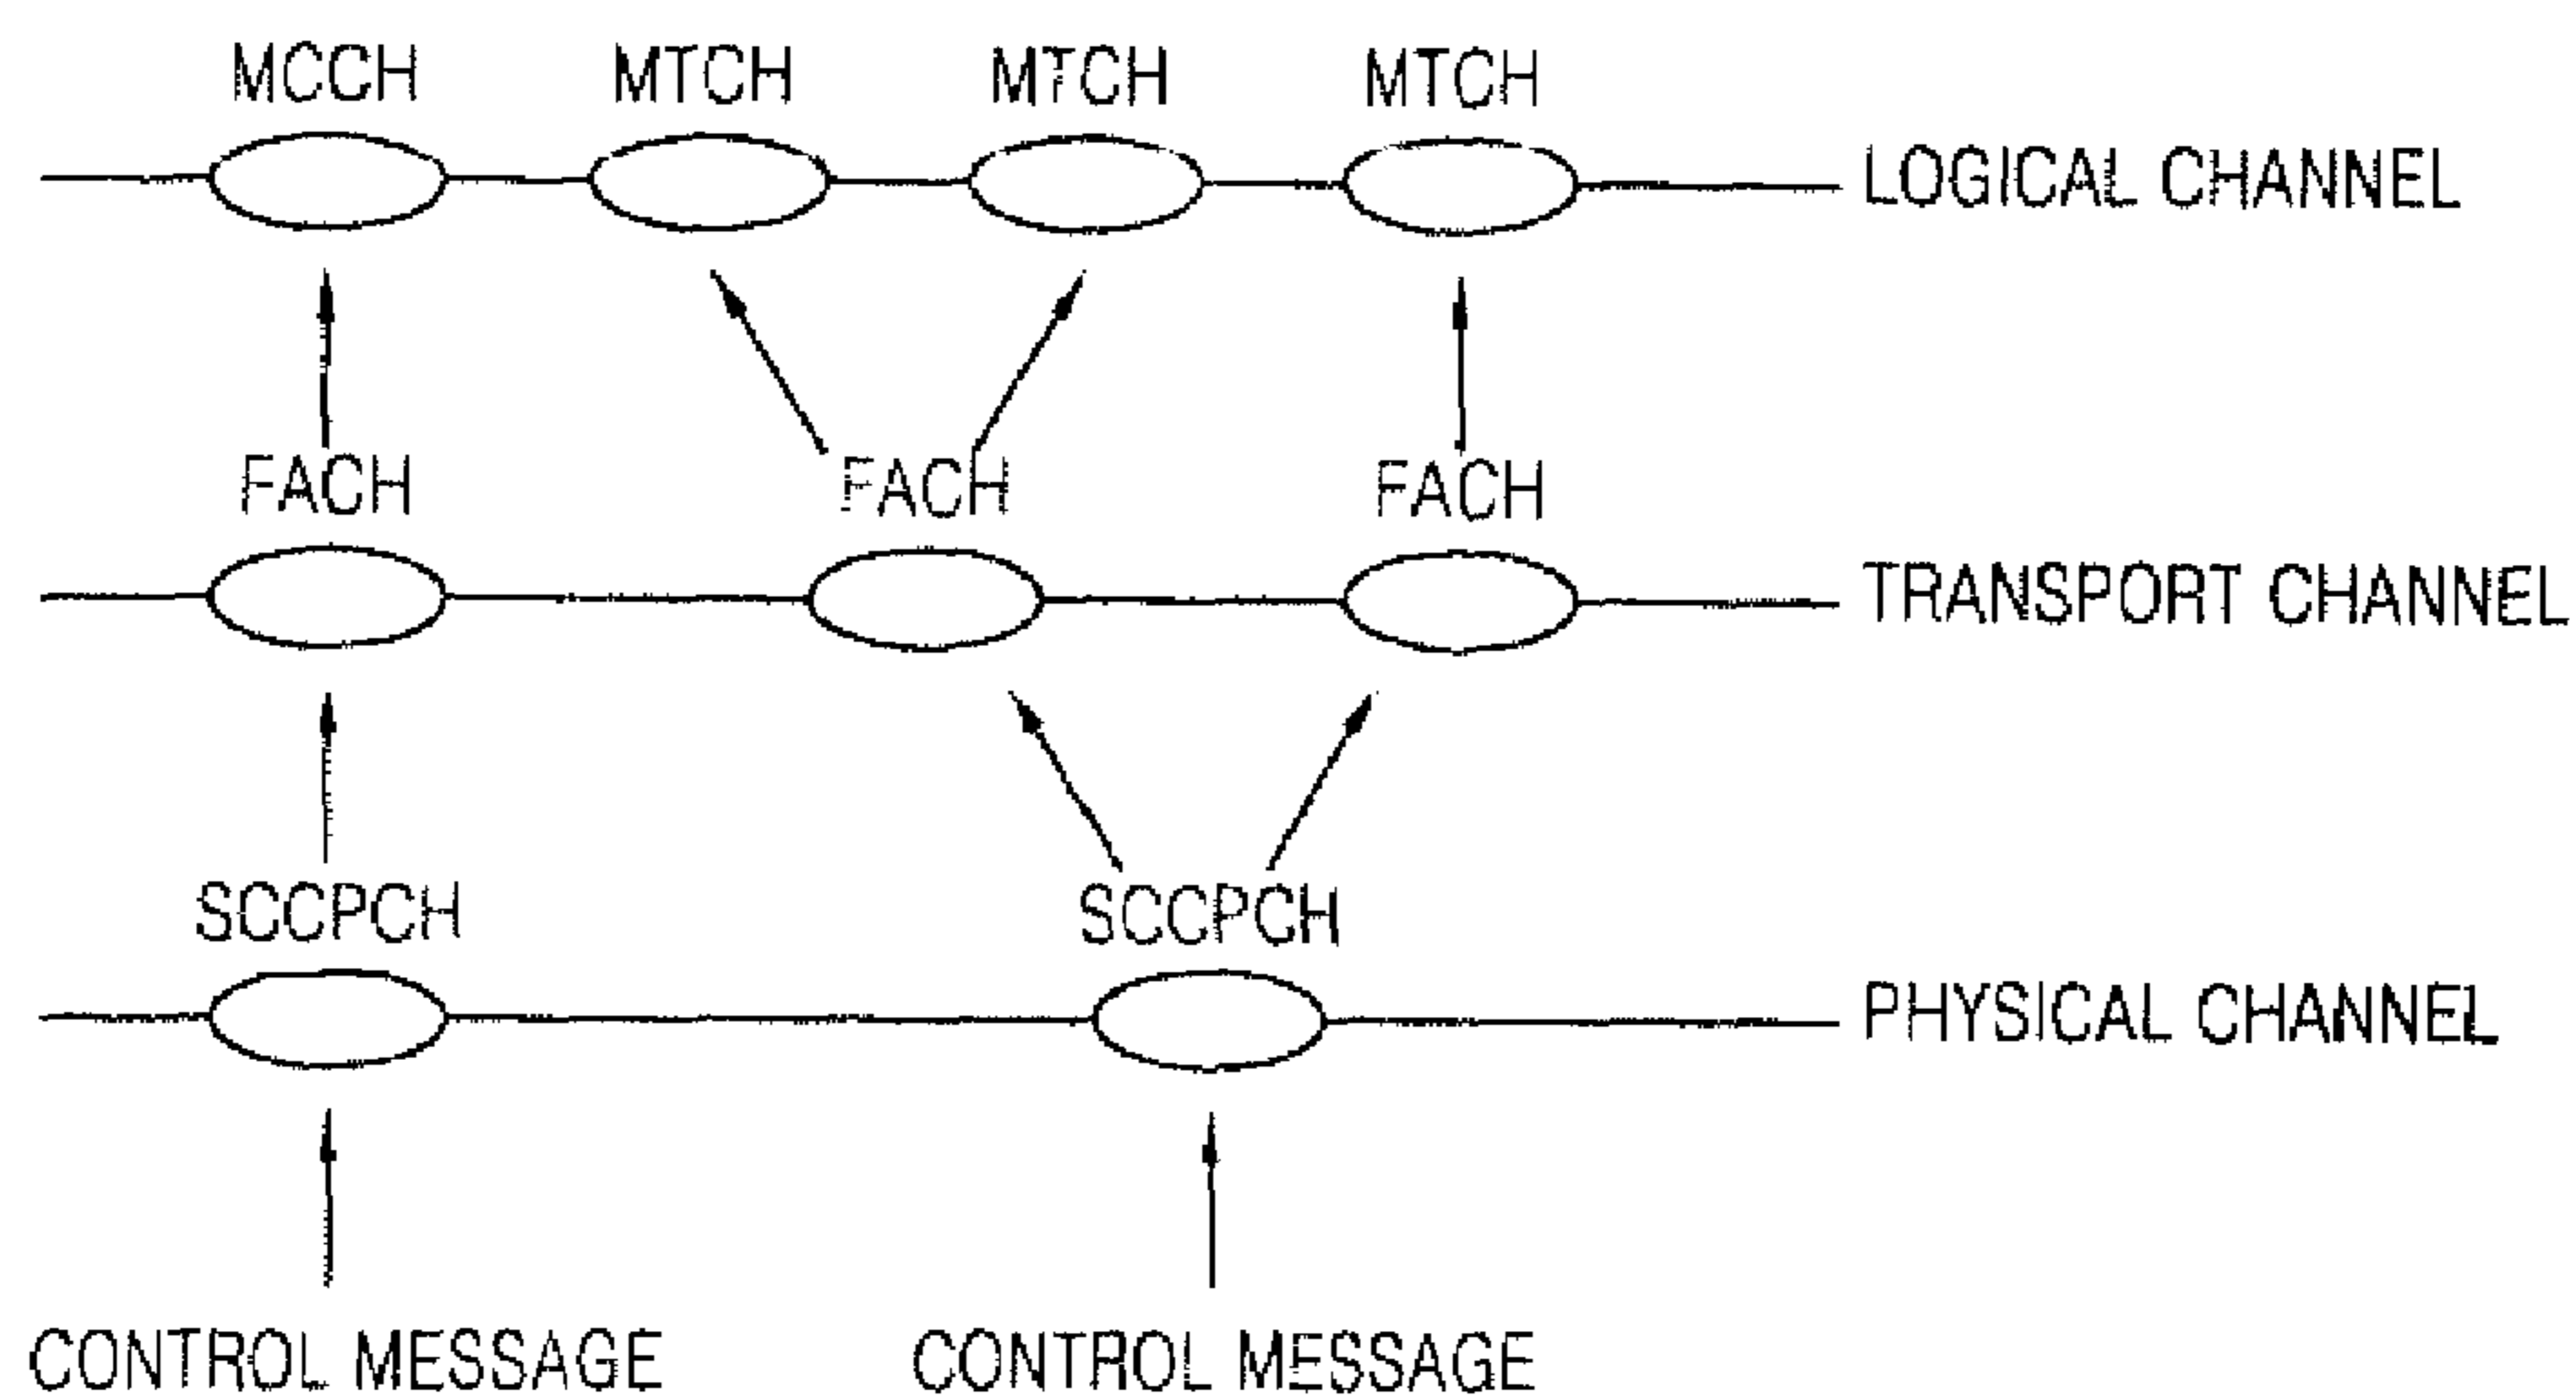 MCCH MTCH MTCH MTCH
LOGICAL CHANNEL
FACH FACH FACH
TRANSPORT CHANNEL
SCCPCH SCCPCH
PHYSICAL CHANNEL
CONTROL MESSAGE CONTROL MESSAGE